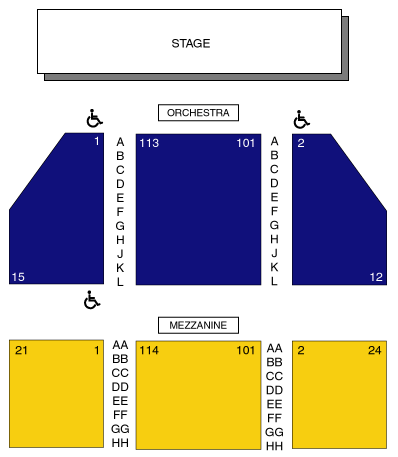 STAGE
ORCHESTRA
1 113 101 2
A A
B B
C C
D D
E E
F F
G G
H H
J J
K K
15 12
L L
MEZZANINE
21 1 AA 114 101 AA 2 24
BB BB
CC CC
DD DD
EE EE
FF FF
GG GG
HH HH